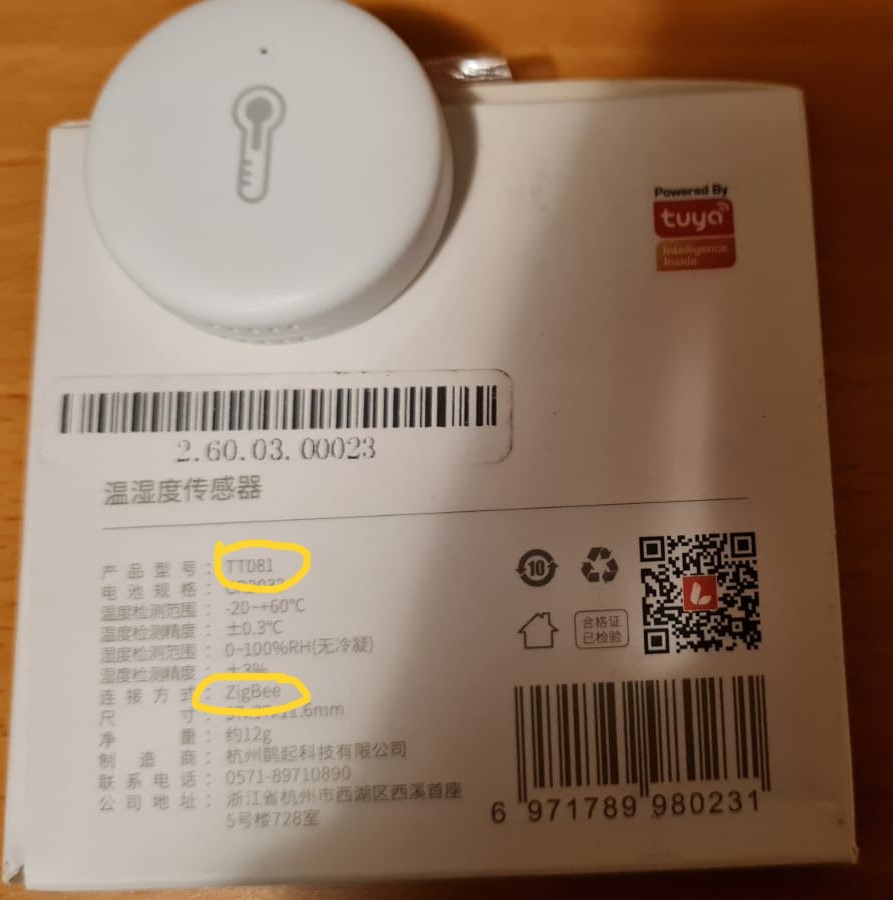 Powered By
tuya
Intelligence
Inside
2.60.03.00023
温湿度传感器
产品型号：TT081
电池规格：CR2032
温度检测范围：-20~+60℃
温度检测精度：±0.3℃
湿度检测范围：0~100%RH(无冷凝)
湿度检测精度：±3%
连接方式：ZigBee
尺寸：11.6mm
净重：约12g
制造商：杭州鹊起科技有限公司
联系电话：0571-89710890
公司地址：浙江省杭州市西湖区西溪首座
5号楼728室
10
合格证
已检验
6 971789 980231